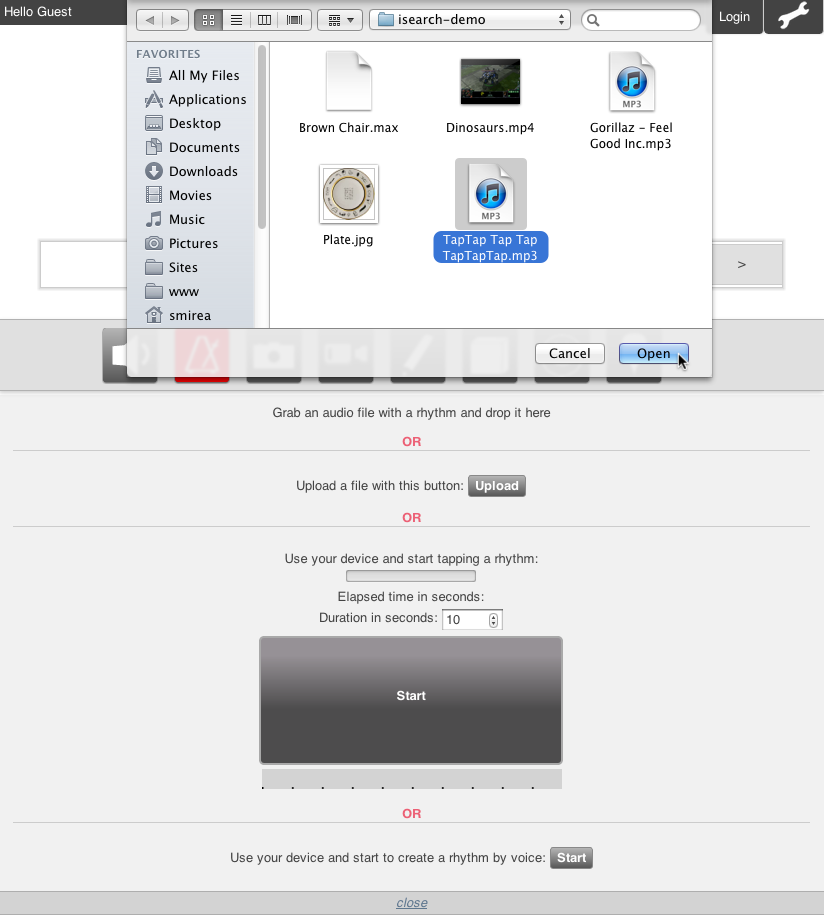 Hello Guest
isearch-demo
Login
FAVORITES
All My Files
Applications
Desktop
Documents
Downloads
Movies
Music
Pictures
Sites
www
smirea
Brown Chair.max
Dinosaurs.mp4
MP3
Gorillaz – Feel
Good Inc.mp3
Plate.jpg
MP3
TapTap Tap Tap
TapTapTap.mp3
>
Cancel
Open
Grab an audio file with a rhythm and drop it here
OR
Upload a file with this button: Upload
OR
Use your device and start tapping a rhythm:
Elapsed time in seconds:
Duration in seconds: 10
Start
OR
Use your device and start to create a rhythm by voice: Start
close